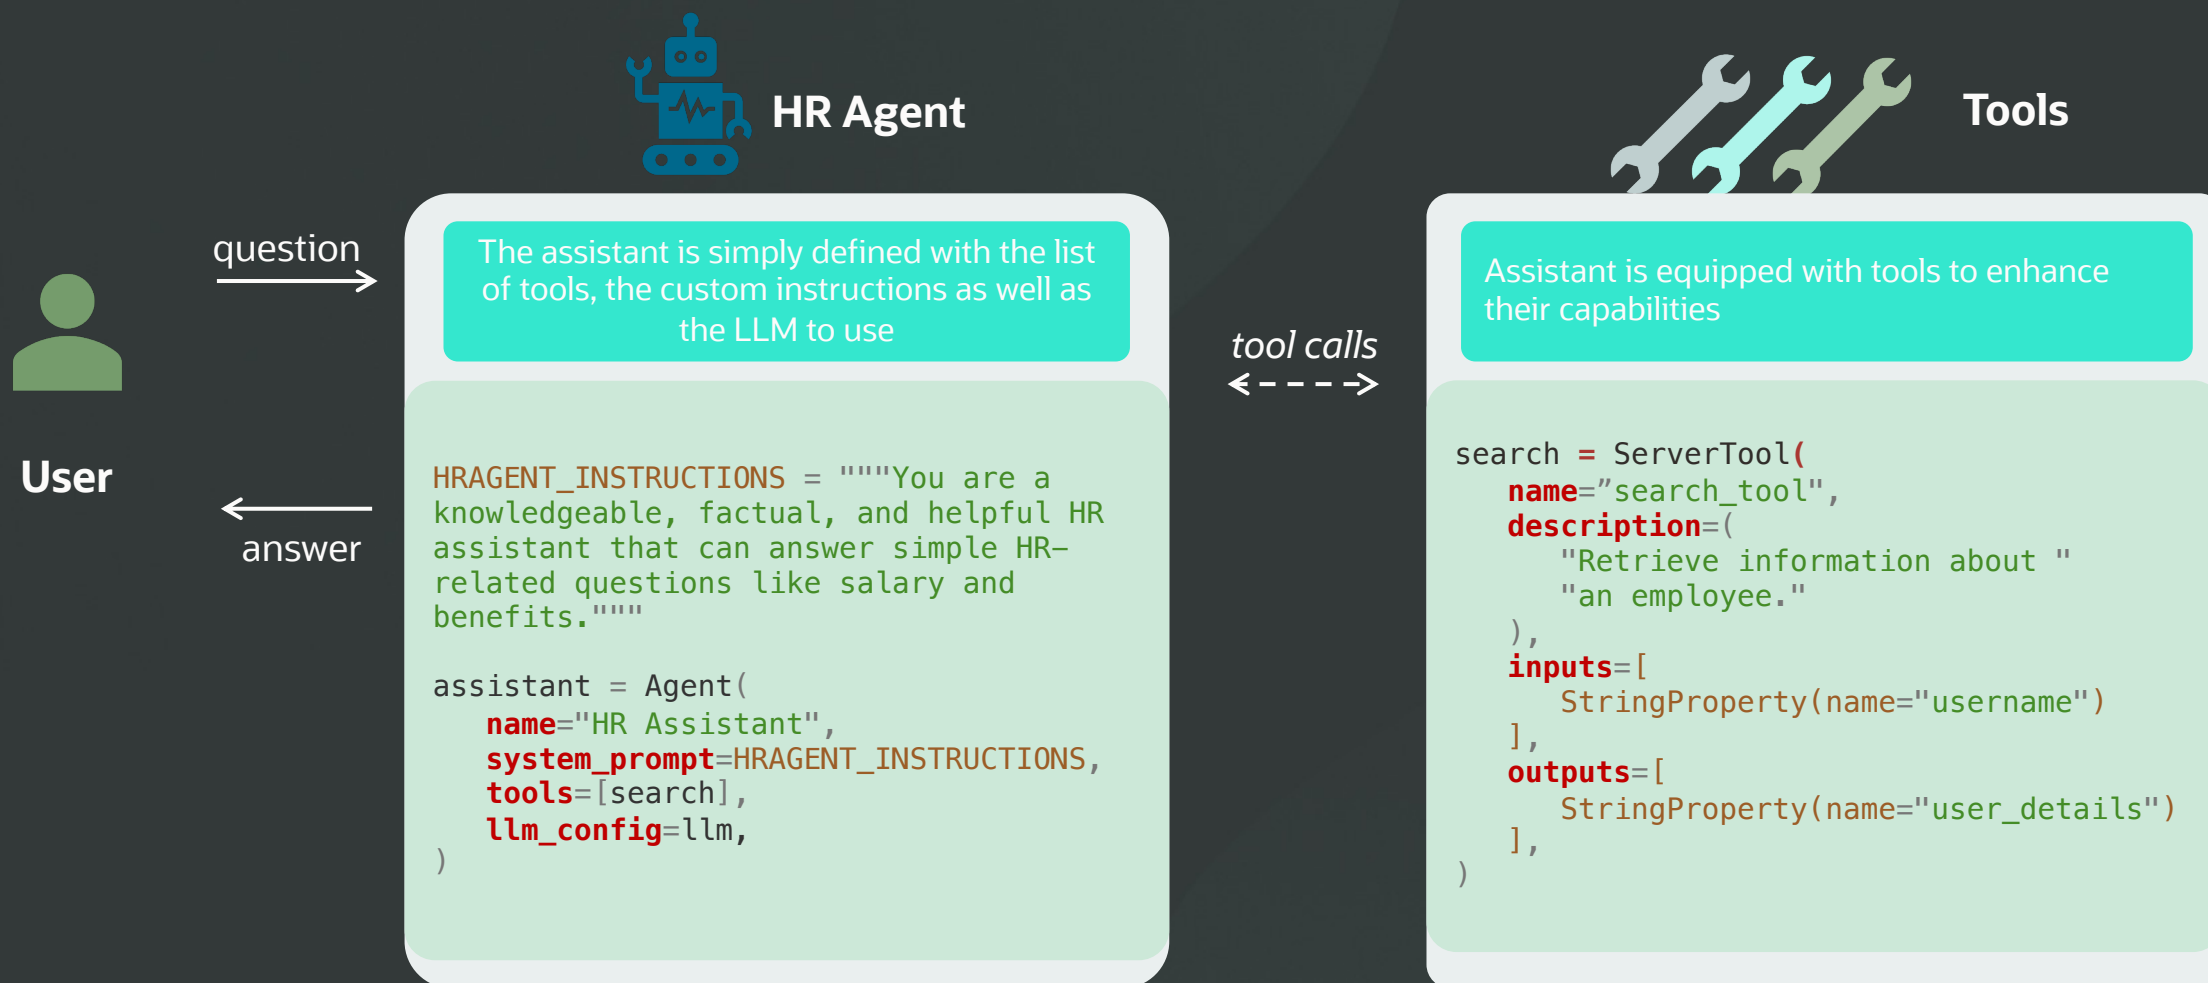 HR Agent
Tools
question
User
answer
The assistant is simply defined with the list
of tools, the custom instructions as well as
the LLM to use
HRAGENT_INSTRUCTIONS = """You are a
knowledgeable, factual, and helpful HR
assistant that can answer simple HR–
related questions like salary and
benefits."""
assistant = Agent(
name="HR Assistant",
system_prompt=HRAGENT_INSTRUCTIONS,
tools=[search],
llm_config=llm,
)
tool calls
Assistant is equipped with tools to enhance
their capabilities
search = ServerTool(
name=”search_tool",
description=(
"Retrieve information about "
"an employee."
),
inputs=[
StringProperty(name="username")
],
outputs=[
StringProperty(name="user_details")
],
)